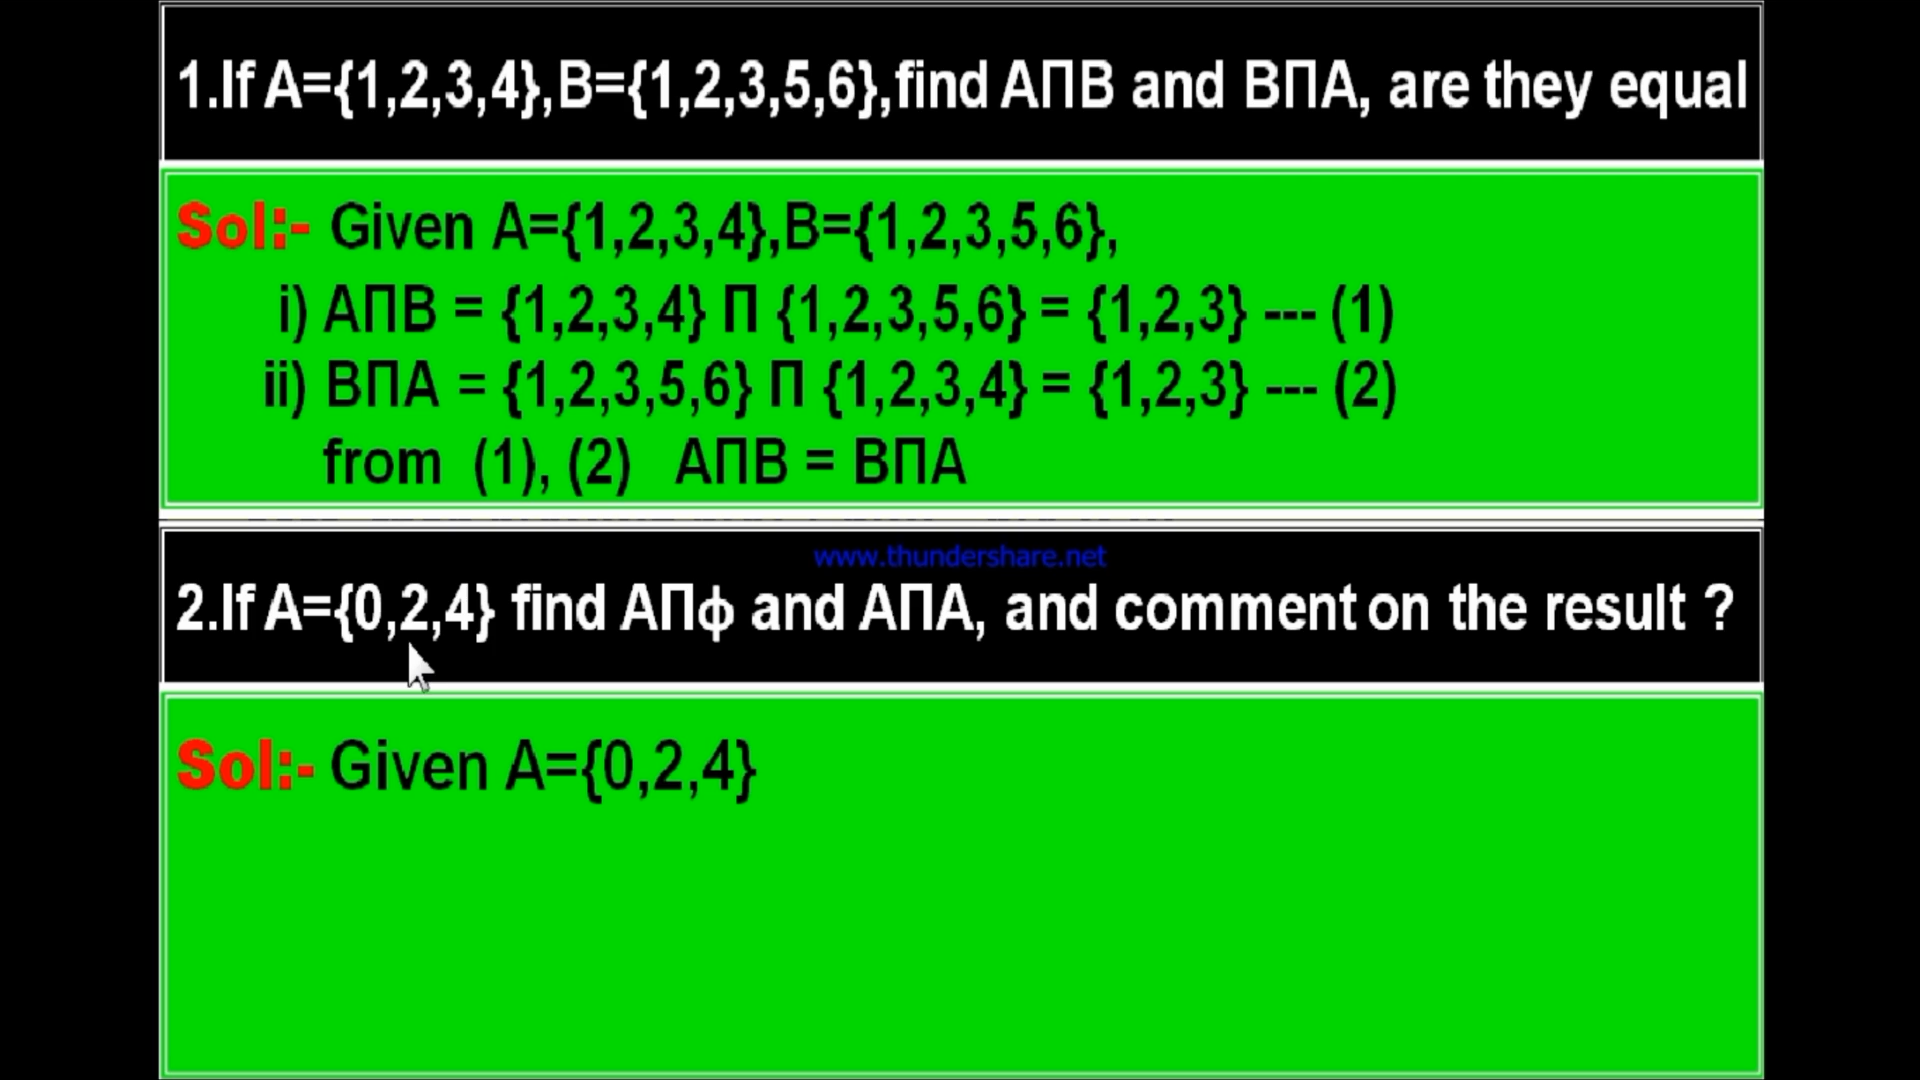 1.If A={1,2,3,4},B={1,2,3,5,6},find AΠB and BΠA, are they equal
Sol:- Given A={1,2,3,4},B={1,2,3,5,6},
i) AΠB = {1,2,3,4} Π {1,2,3,5,6} = {1,2,3} --- (1)
ii) BΠA = {1,2,3,5,6} Π {1,2,3,4} = {1,2,3} --- (2)
from (1), (2) AΠB = BΠA
www.thundershare.net
2.If A={0,2,4} find AΠϕ and AΠA, and comment on the result ?
Sol:- Given A={0,2,4}